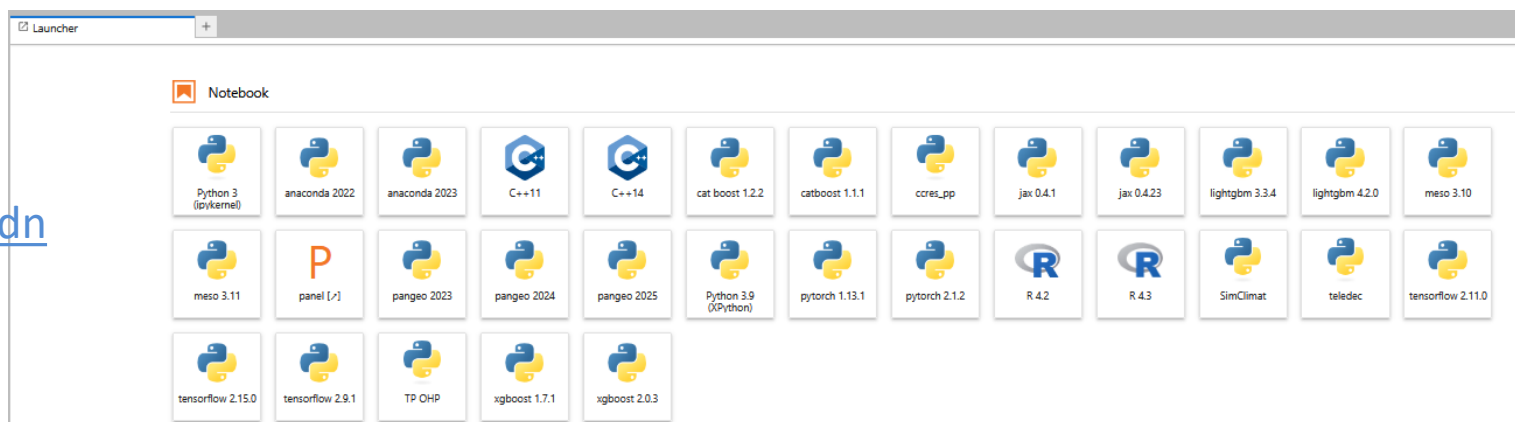 Launcher
+
Notebook
Python 3
(ipykernel)
anaconda 2022
anaconda 2023
C++
C++11
C++
C++14
cat boost 1.2.2
catboost 1.1.1
ccres_pp
jax 0.4.1
jax 0.4.23
lightgbm 3.3.4
lightgbm 4.2.0
meso 3.10
dn
meso 3.11
P
panel [↗]
pangeo 2023
pangeo 2024
pangeo 2025
Python 3.9
(XPython)
pytorch 1.13.1
pytorch 2.1.2
R
R 4.2
R
R 4.3
SimClimat
teledec
tensorflow 2.11.0
tensorflow 2.15.0
tensorflow 2.9.1
TP OHP
xgboost 1.7.1
xgboost 2.0.3